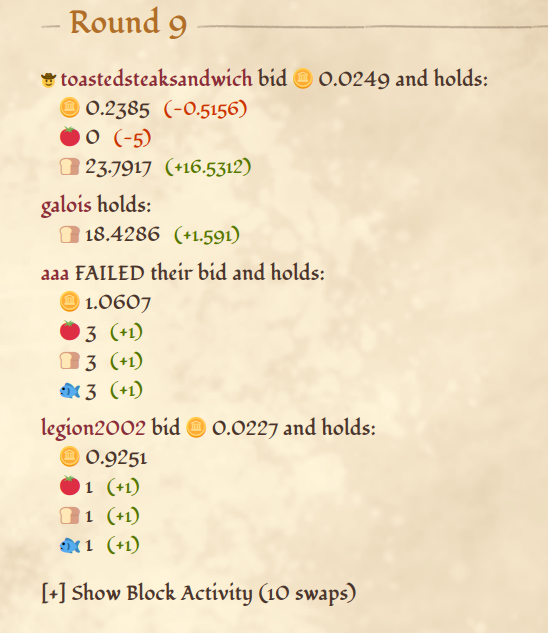 Round 9
toastedsteaksandwich bid 0.0249 and holds:
0.2385 (-0.5156)
0 (-5)
23.7917 (+16.5312)
galois holds:
18.4286 (+1.591)
aaa FAILED their bid and holds:
1.0607
3 (+1)
3 (+1)
3 (+1)
legion2002 bid 0.0227 and holds:
0.9251
1 (+1)
1 (+1)
1 (+1)
[+] Show Block Activity (10 swaps)